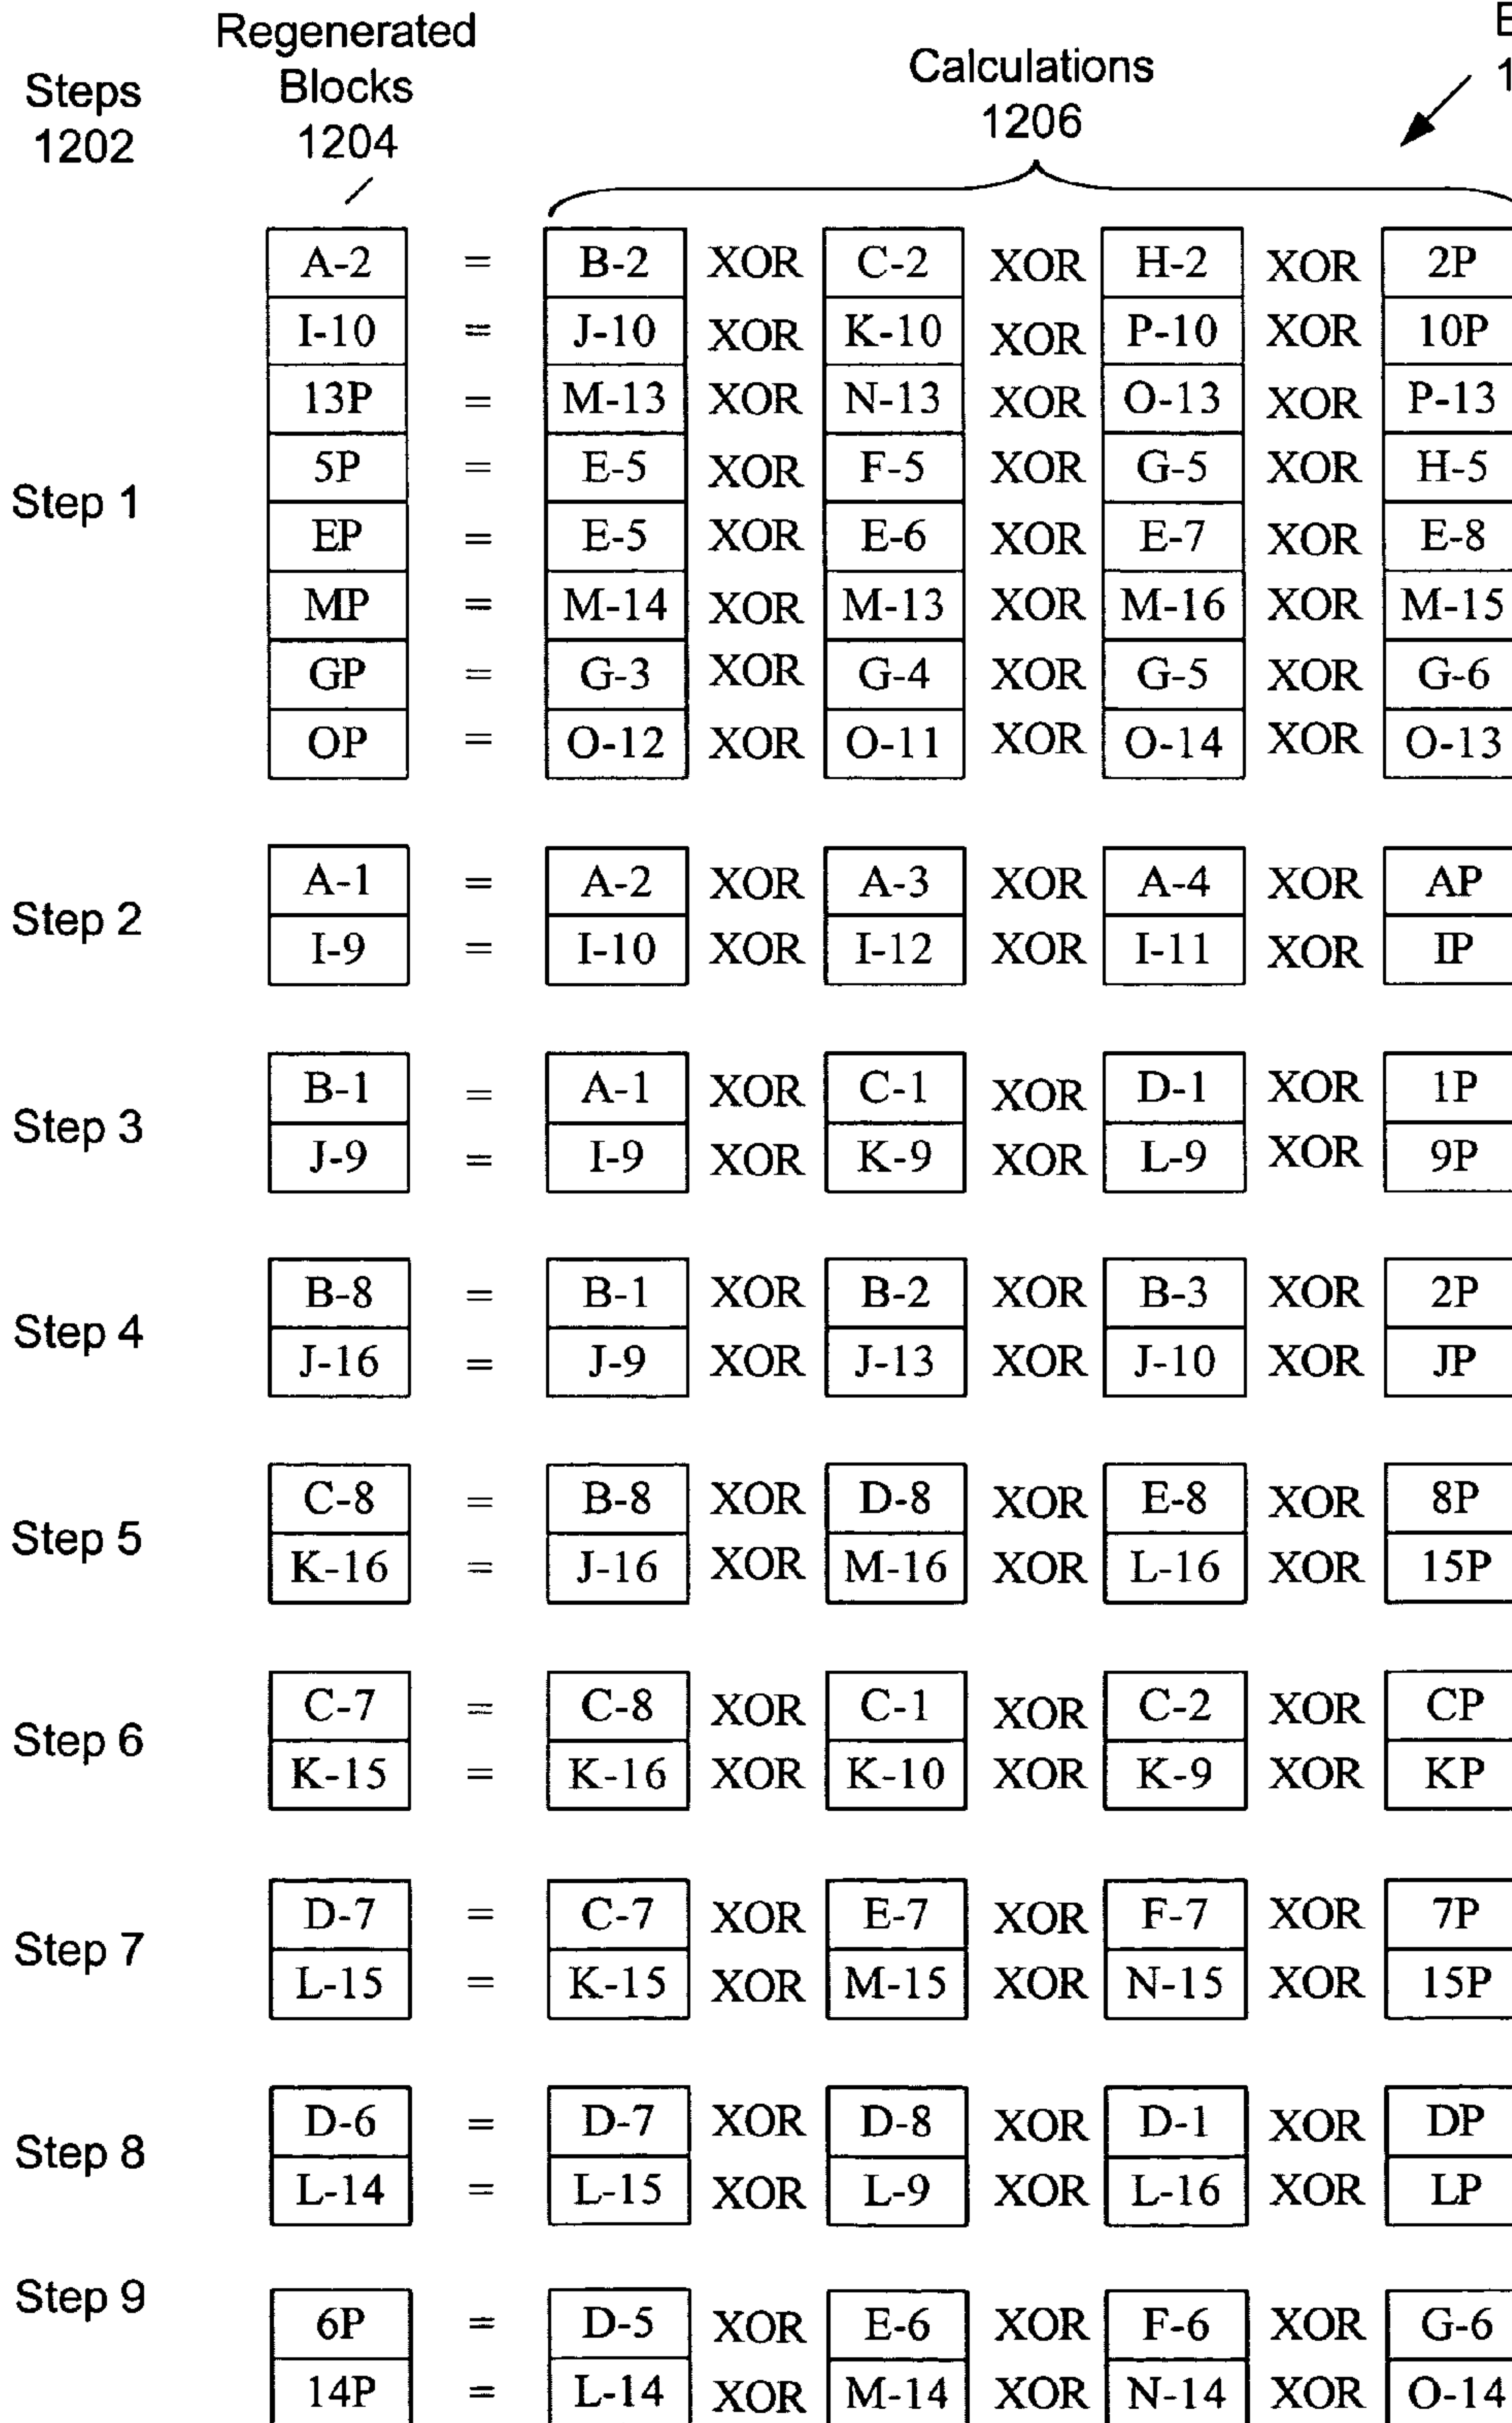 Steps
1202
Regenerated
Blocks
1204
Calculations
1206
1
Step 1
A-2 = B-2 XOR C-2 XOR H-2 XOR 2P
I-10 = J-10 XOR K-10 XOR P-10 XOR 10P
13P = M-13 XOR N-13 XOR O-13 XOR P-13
5P = E-5 XOR F-5 XOR G-5 XOR H-5
EP = E-5 XOR E-6 XOR E-7 XOR E-8
MP = M-14 XOR M-13 XOR M-16 XOR M-15
GP = G-3 XOR G-4 XOR G-5 XOR G-6
OP = O-12 XOR O-11 XOR O-14 XOR O-13
Step 2
A-1 = A-2 XOR A-3 XOR A-4 XOR AP
I-9 = I-10 XOR I-12 XOR I-11 XOR IP
Step 3
B-1 = A-1 XOR C-1 XOR D-1 XOR 1P
J-9 = I-9 XOR K-9 XOR L-9 XOR 9P
Step 4
B-8 = B-1 XOR B-2 XOR B-3 XOR 2P
J-16 = J-9 XOR J-13 XOR J-10 XOR JP
Step 5
C-8 = B-8 XOR D-8 XOR E-8 XOR 8P
K-16 = J-16 XOR M-16 XOR L-16 XOR 15P
Step 6
C-7 = C-8 XOR C-1 XOR C-2 XOR CP
K-15 = K-16 XOR K-10 XOR K-9 XOR KP
Step 7
D-7 = C-7 XOR E-7 XOR F-7 XOR 7P
L-15 = K-15 XOR M-15 XOR N-15 XOR 15P
Step 8
D-6 = D-7 XOR D-8 XOR D-1 XOR DP
L-14 = L-15 XOR L-9 XOR L-16 XOR LP
Step 9
6P = D-5 XOR E-6 XOR F-6 XOR G-6
14P = L-14 XOR M-14 XOR N-14 XOR O-14